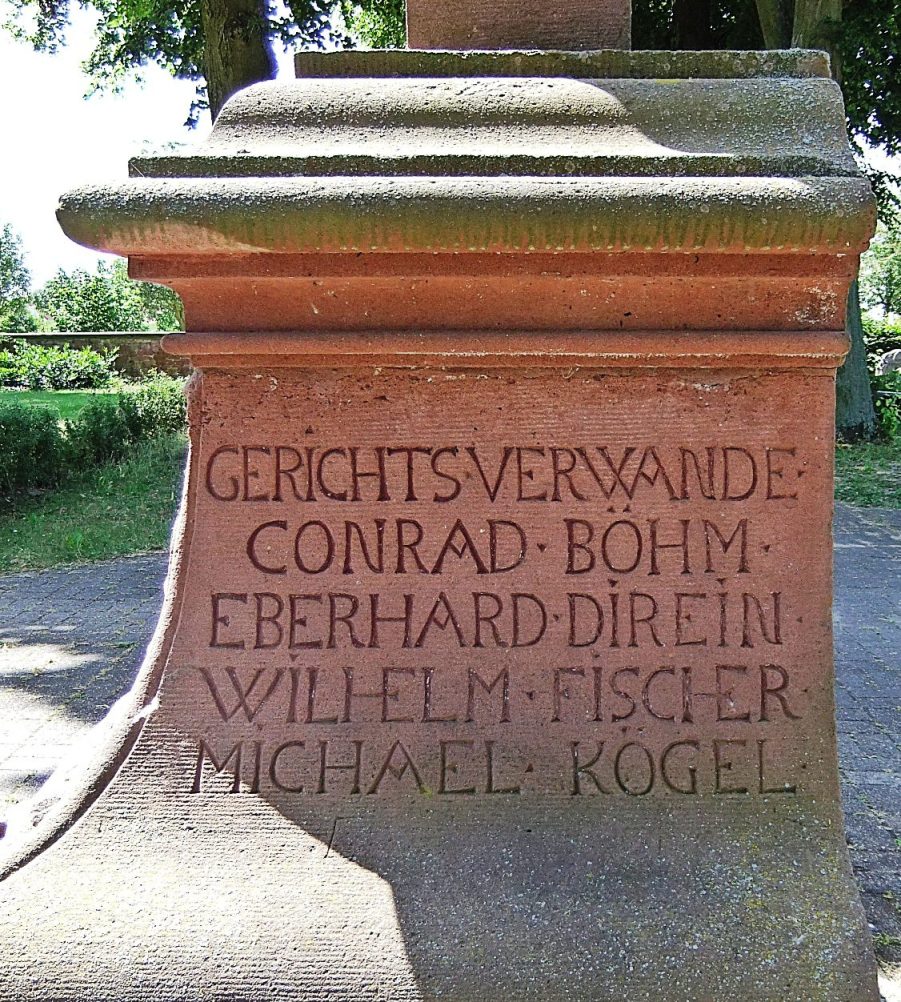 GERICHTS·VERWANDE·
CONRAD·BÖHM·
EBERHARD·DIREIN·
WILHELM·FISCHER
MICHAEL·KÖGEL·